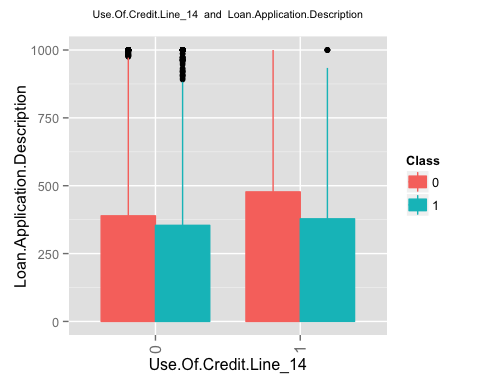 Use.Of.Credit.Line_14 and Loan.Application.Description
1000
750
500
250
0
Loan.Application.Description
0
1
Use.Of.Credit.Line_14
Class
0
1